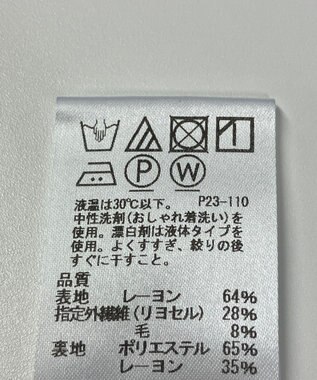 P
W
液温は30℃以下。 P23-110
中性洗剤(おしゃれ着洗い)を
使用。漂白剤は液体タイプを
使用。よくすすぎ、絞りの後
すぐに干すこと。
品質
表地 レーヨン 64%
指定外繊維(リヨセル) 28%
毛 8%
裏地 ポリエステル 65%
レーヨン 35%